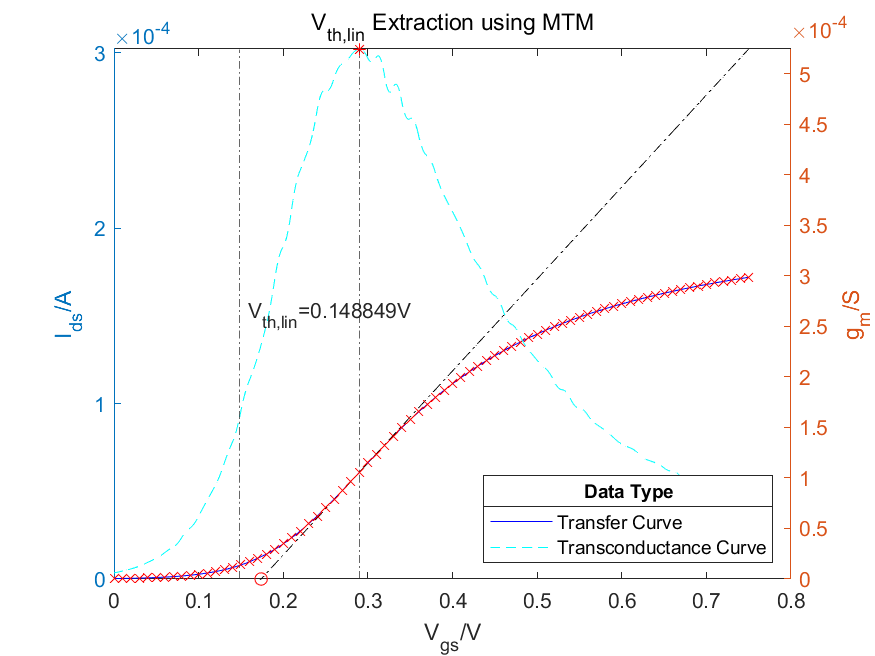 V_th,lin Extraction using MTM
×10^-4
×10^-4
3
2
1
0
I_ds/A
5
4.5
4
3.5
3
2.5
2
1.5
1
0.5
0
g_m/S
V_th,lin=0.148849V
Data Type
Transfer Curve
Transconductance Curve
0 0.1 0.2 0.3 0.4 0.5 0.6 0.7 0.8
V_gs/V